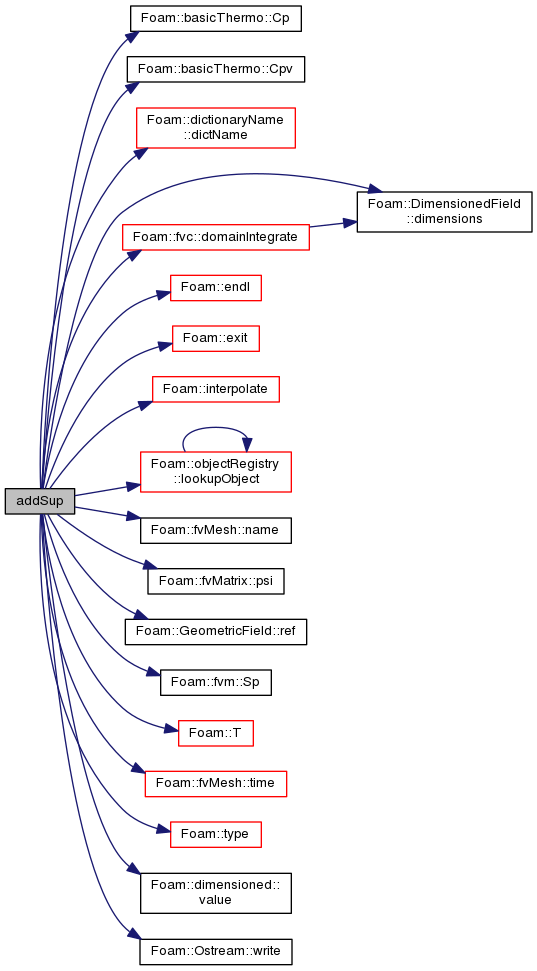 Foam::basicThermo::Cp
Foam::basicThermo::Cpv
Foam::dictionaryName
::dictName
Foam::DimensionedField
::dimensions
Foam::fvc::domainIntegrate
Foam::endl
Foam::exit
Foam::interpolate
Foam::objectRegistry
::lookupObject
addSup
Foam::fvMesh::name
Foam::fvMatrix::psi
Foam::GeometricField::ref
Foam::fvm::Sp
Foam::T
Foam::fvMesh::time
Foam::type
Foam::dimensioned::
value
Foam::Ostream::write